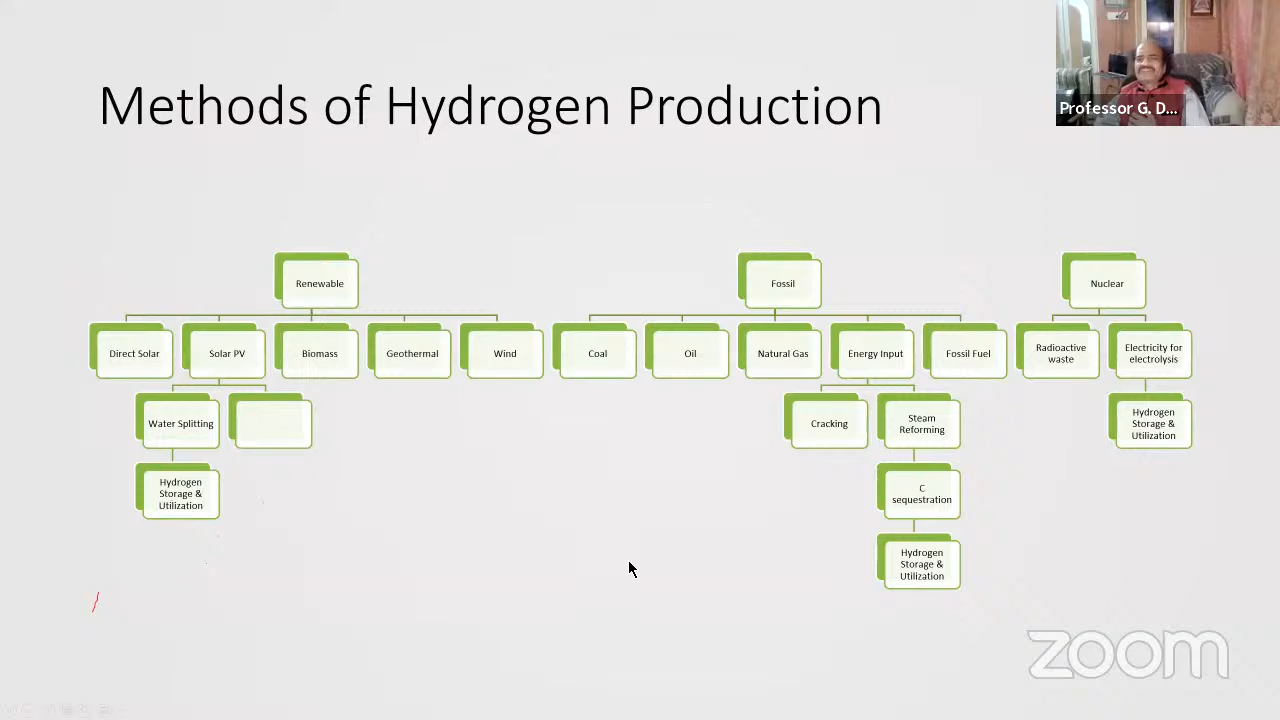 Methods of Hydrogen Production
Professor G. D...
Renewable
Fossil
Nuclear
Direct Solar
Solar PV
Biomass
Geothermal
Wind
Coal
Oil
Natural Gas
Energy Input
Fossil Fuel
Radioactive
waste
Electricity for
electrolysis
Water Splitting
Cracking
Steam
Reforming
Hydrogen
Storage &
Utilization
Hydrogen
Storage &
Utilization
C
sequestration
Hydrogen
Storage &
Utilization
zoom